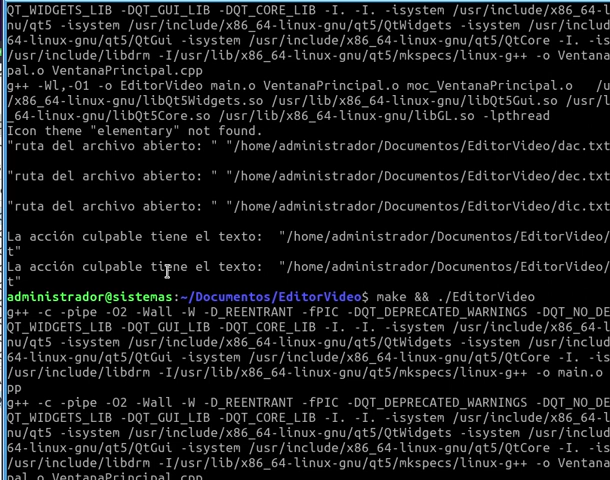 QT_WIDGETS_LIB -DQT_GUI_LIB -DQT_CORE_LIB -I. -I. -isystem /usr/include/x86_64-l
nu/qt5 -isystem /usr/include/x86_64-linux-gnu/qt5/QtWidgets -isystem /usr/includ
64-linux-gnu/qt5/QtGui -isystem /usr/include/x86_64-linux-gnu/qt5/QtCore -I. -is
/usr/include/libdrm -I/usr/lib/x86_64-linux-gnu/qt5/mkspecs/linux-g++ -o Ventana
pal.o VentanaPrincipal.cpp
g++ -Wl,-O1 -o EditorVideo main.o VentanaPrincipal.o moc_VentanaPrincipal.o /u
/x86_64-linux-gnu/libQt5Widgets.so /usr/lib/x86_64-linux-gnu/libQt5Gui.so /usr/l
_64-linux-gnu/libQt5Core.so /usr/lib/x86_64-linux-gnu/libGL.so -lpthread
Icon theme "elementary" not found.
"ruta del archivo abierto: " "/home/administrador/Documentos/EditorVideo/dac.txt
"ruta del archivo abierto: " "/home/administrador/Documentos/EditorVideo/dec.txt
"ruta del archivo abierto: " "/home/administrador/Documentos/EditorVideo/dic.txt
La acción culpable tiene el texto: "/home/administrador/Documentos/EditorVideo/
t"
La acción culpable tiene el texto: "/home/administrador/Documentos/EditorVideo/
t"
administrador@sistemas:~/Documentos/EditorVideo$ make && ./EditorVideo
g++ -c -pipe -O2 -Wall -W -D_REENTRANT -fPIC -DQT_DEPRECATED_WARNINGS -DQT_NO_DE
QT_WIDGETS_LIB -DQT_GUI_LIB -DQT_CORE_LIB -I. -I. -isystem /usr/include/x86_64-l
nu/qt5 -isystem /usr/include/x86_64-linux-gnu/qt5/QtWidgets -isystem /usr/includ
64-linux-gnu/qt5/QtGui -isystem /usr/include/x86_64-linux-gnu/qt5/QtCore -I. -is
/usr/include/libdrm -I/usr/lib/x86_64-linux-gnu/qt5/mkspecs/linux-g++ -o main.o
pp
g++ -c -pipe -O2 -Wall -W -D_REENTRANT -fPIC -DQT_DEPRECATED_WARNINGS -DQT_NO_DE
QT_WIDGETS_LIB -DQT_GUI_LIB -DQT_CORE_LIB -I. -I. -isystem /usr/include/x86_64-l
nu/qt5 -isystem /usr/include/x86_64-linux-gnu/qt5/QtWidgets -isystem /usr/includ
64-linux-gnu/qt5/QtGui -isystem /usr/include/x86_64-linux-gnu/qt5/QtCore -I. -is
/usr/include/libdrm -I/usr/lib/x86_64-linux-gnu/qt5/mkspecs/linux-g++ -o Ventana
pal.o VentanaPrincipal.cpp